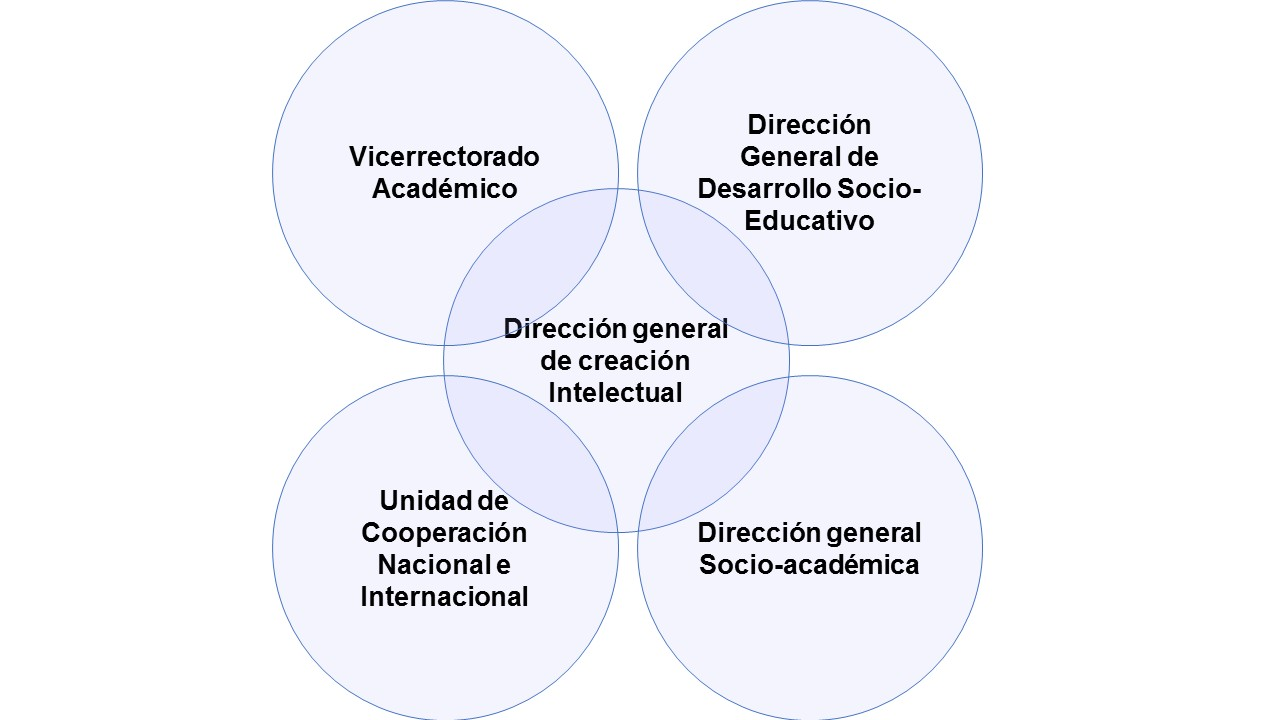 Vicerrectorado
Académico
Dirección
General de
Desarrollo Socio-
Educativo
Dirección general
de creación
Intelectual
Unidad de
Cooperación
Nacional e
Internacional
Dirección general
Socio-académica